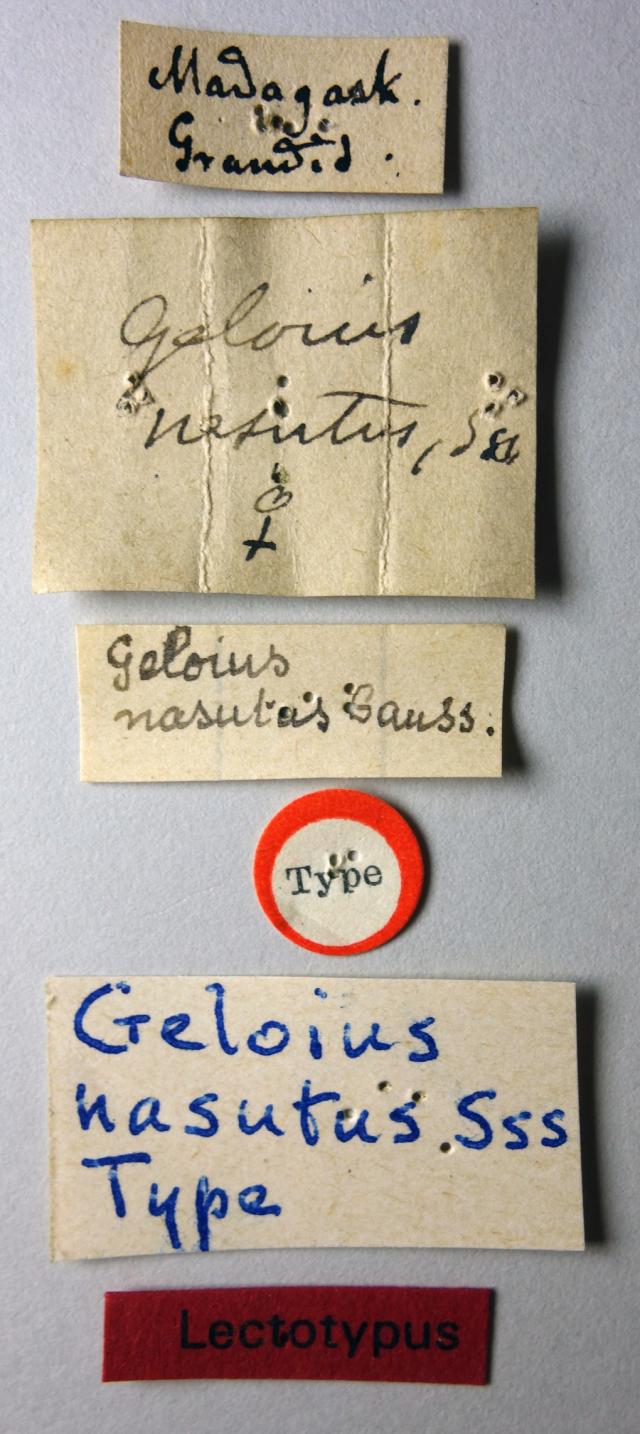 Madagask.
Grandid.
Geloius
nasutus, Sss
♀
Geloius
nasutus Sauss.
Type
Geloius
nasutus Sss
Type
Lectotypus